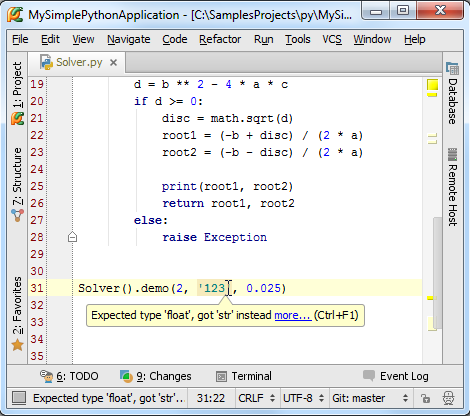 MySimplePythonApplication - [C:\SamplesProjects\py\MySi
File Edit View Navigate Code Refactor Run Tools VCS Window Help
Solver.py
1: Project
7: Structure
2: Favorites
Database
Remote Host
19 d = b ** 2 - 4 * a * c
20 if d >= 0:
21 disc = math.sqrt(d)
22 root1 = (-b + disc) / (2 * a)
23 root2 = (-b - disc) / (2 * a)
24
25 print(root1, root2)
26 return root1, root2
27 else:
28 raise Exception
29
30
31 Solver().demo(2, '123', 0.025)
32
Expected type 'float', got 'str' instead more... (Ctrl+F1)
33
34
35
6: TODO 9: Changes Terminal Event Log
Expected type 'float', got 'str'... 31:22 CRLF UTF-8 Git: master